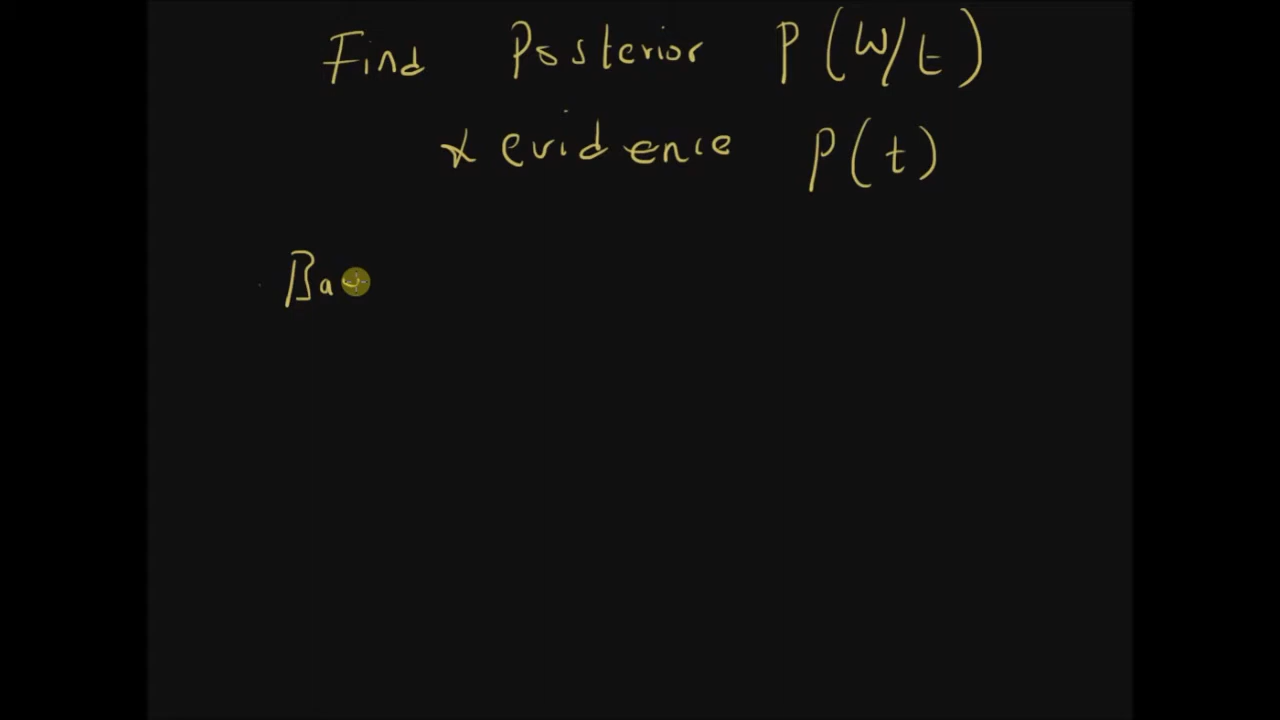 Find Posterior P(W/t)
& evidence P(t)
Ba